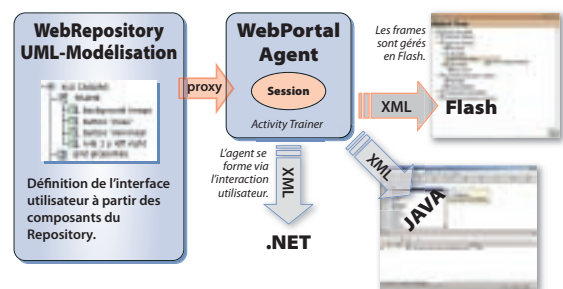 WebRepository
UML-Modélisation
Définition de l'interface
utilisateur à partir des
composants du
Repository.
proxy
WebPortal
Agent
Session
Activity Trainer
L'agent se
forme via
l'interaction
utilisateur.
XML
.NET
XML
Les frames
sont gérés
en Flash.
Flash
XML
JAVA